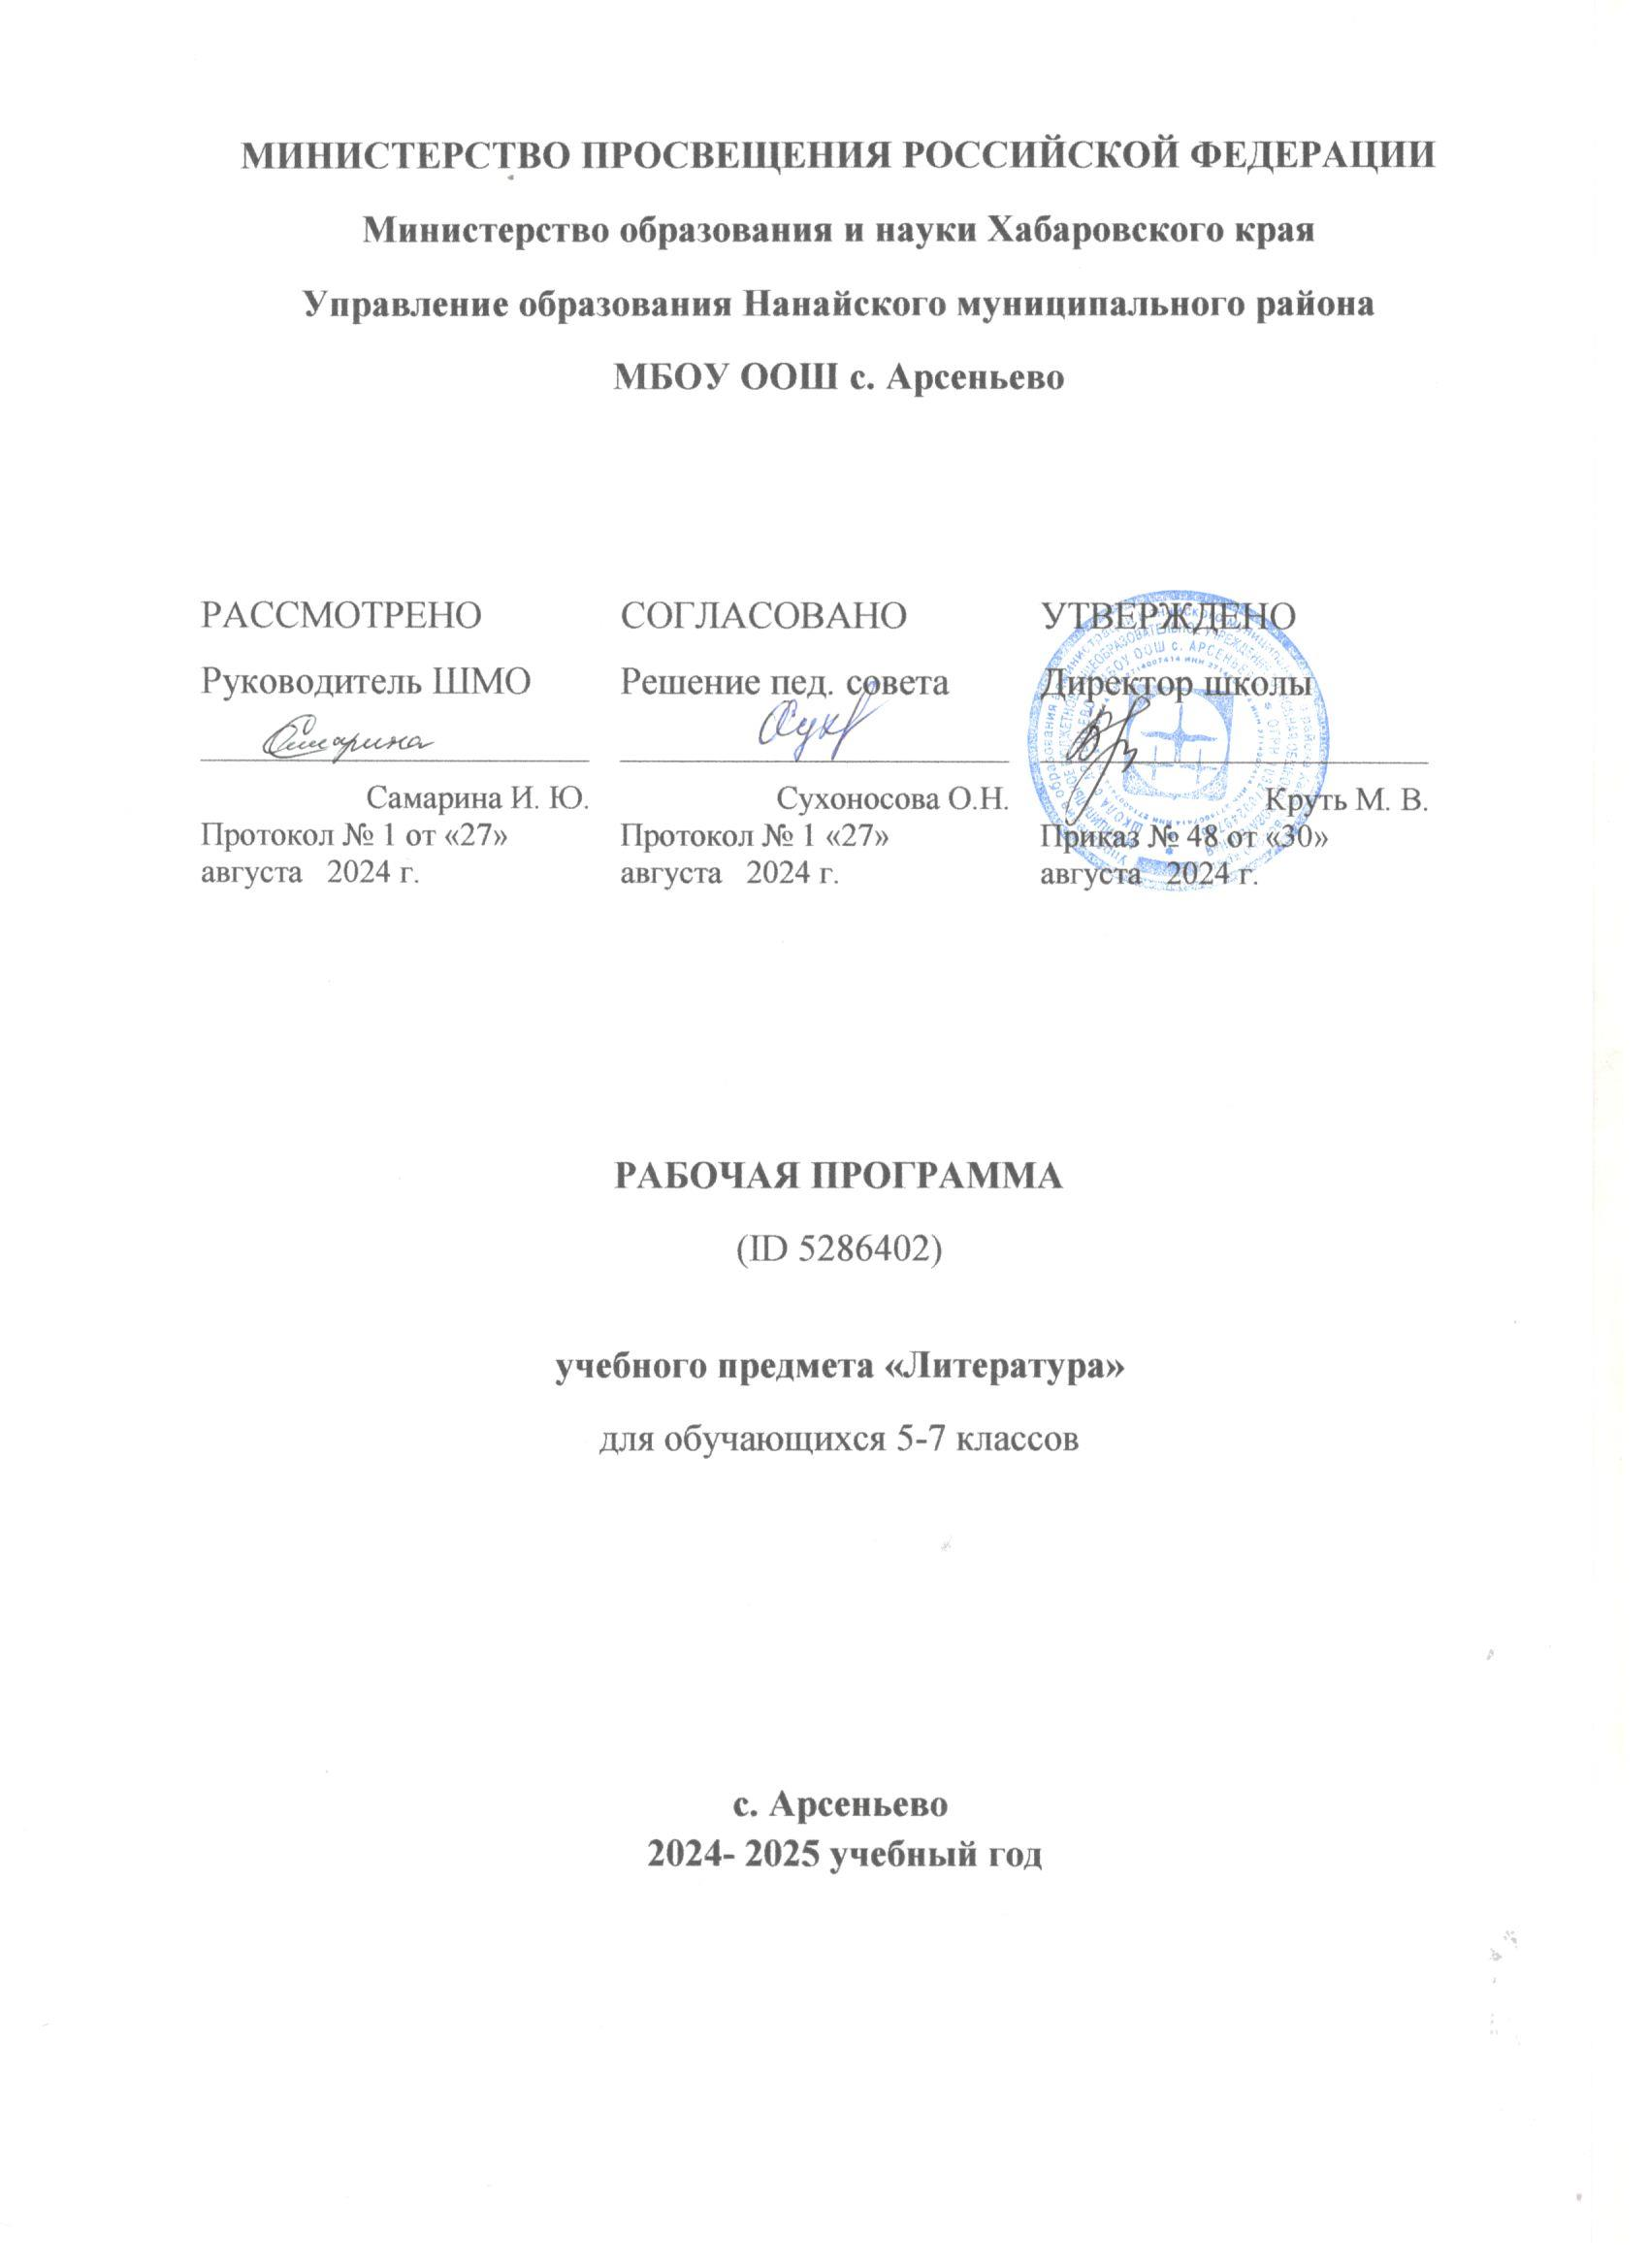 МИНИСТЕРСТВО ПРОСВЕЩЕНИЯ РОССИЙСКОЙ ФЕДЕРАЦИИ
Министерство образования и науки Хабаровского края
Управление образования Нанайского муниципального района
МБОУ ООШ с. Арсеньево
РАССМОТРЕНО
Руководитель ШМО
Самарина
Самарина И. Ю.
Протокол № 1 от «27»
августа 2024 г.
СОГЛАСОВАНО
Решение пед. совета
Сух
Сухоносова О.Н.
Протокол № 1 «27»
августа 2024 г.
УТВЕРЖДЕНО
Директор школы
Круть М. В.
Приказ № 48 от «30»
августа 2024 г.
РАБОЧАЯ ПРОГРАММА
(ID 5286402)
учебного предмета «Литература»
для обучающихся 5-7 классов
с. Арсеньево
2024- 2025 учебный год